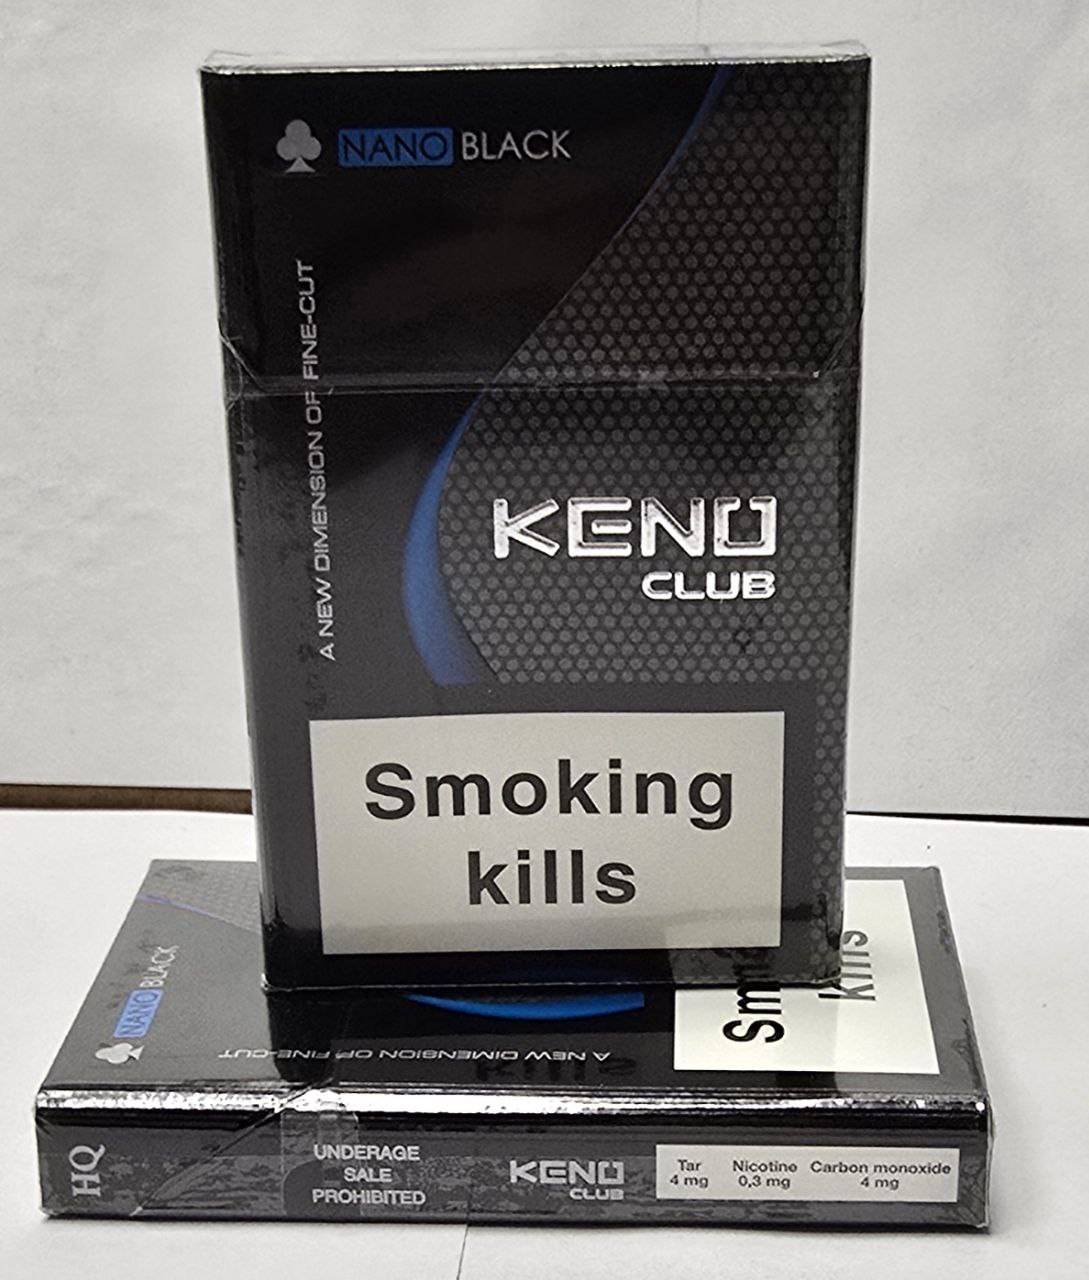 NANO BLACK
A NEW DIMENSION OF FINE-CUT
KENO
CLUB
Smoking
kills
NANO BLACK
A NEW DIMENSION OF FINE-CUT
Smoking
kills
HQ
UNDERAGE
SALE
PROHIBITED
KENO
CLUB
Tar Nicotine Carbon monoxide
4 mg 0,3 mg 4 mg